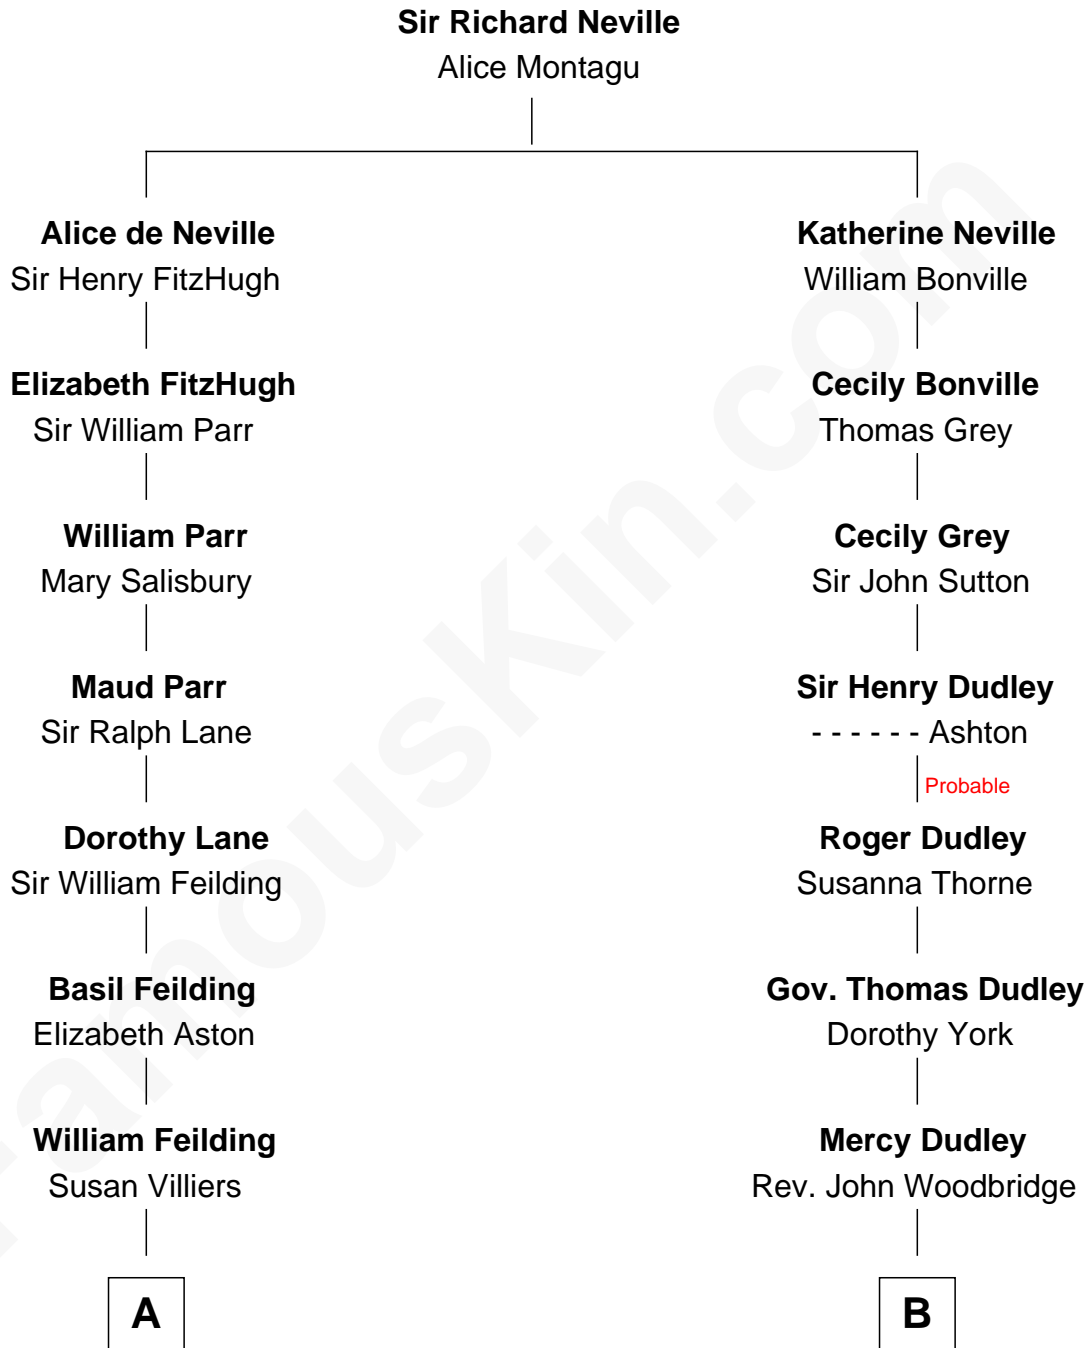 Sir Richard Neville
Alice Montagu
Alice de Neville
Sir Henry FitzHugh
Katherine Neville
William Bonville
Elizabeth FitzHugh
Sir William Parr
Cecily Bonville
Thomas Grey
William Parr
Mary Salisbury
Cecily Grey
Sir John Sutton
Maud Parr
Sir Ralph Lane
Sir Henry Dudley
- - - - - - Ashton
Probable
Dorothy Lane
Sir William Feilding
Roger Dudley
Susanna Thorne
Basil Feilding
Elizabeth Aston
Gov. Thomas Dudley
Dorothy York
William Feilding
Susan Villiers
Mercy Dudley
Rev. John Woodbridge
A
B
FamousKin.com